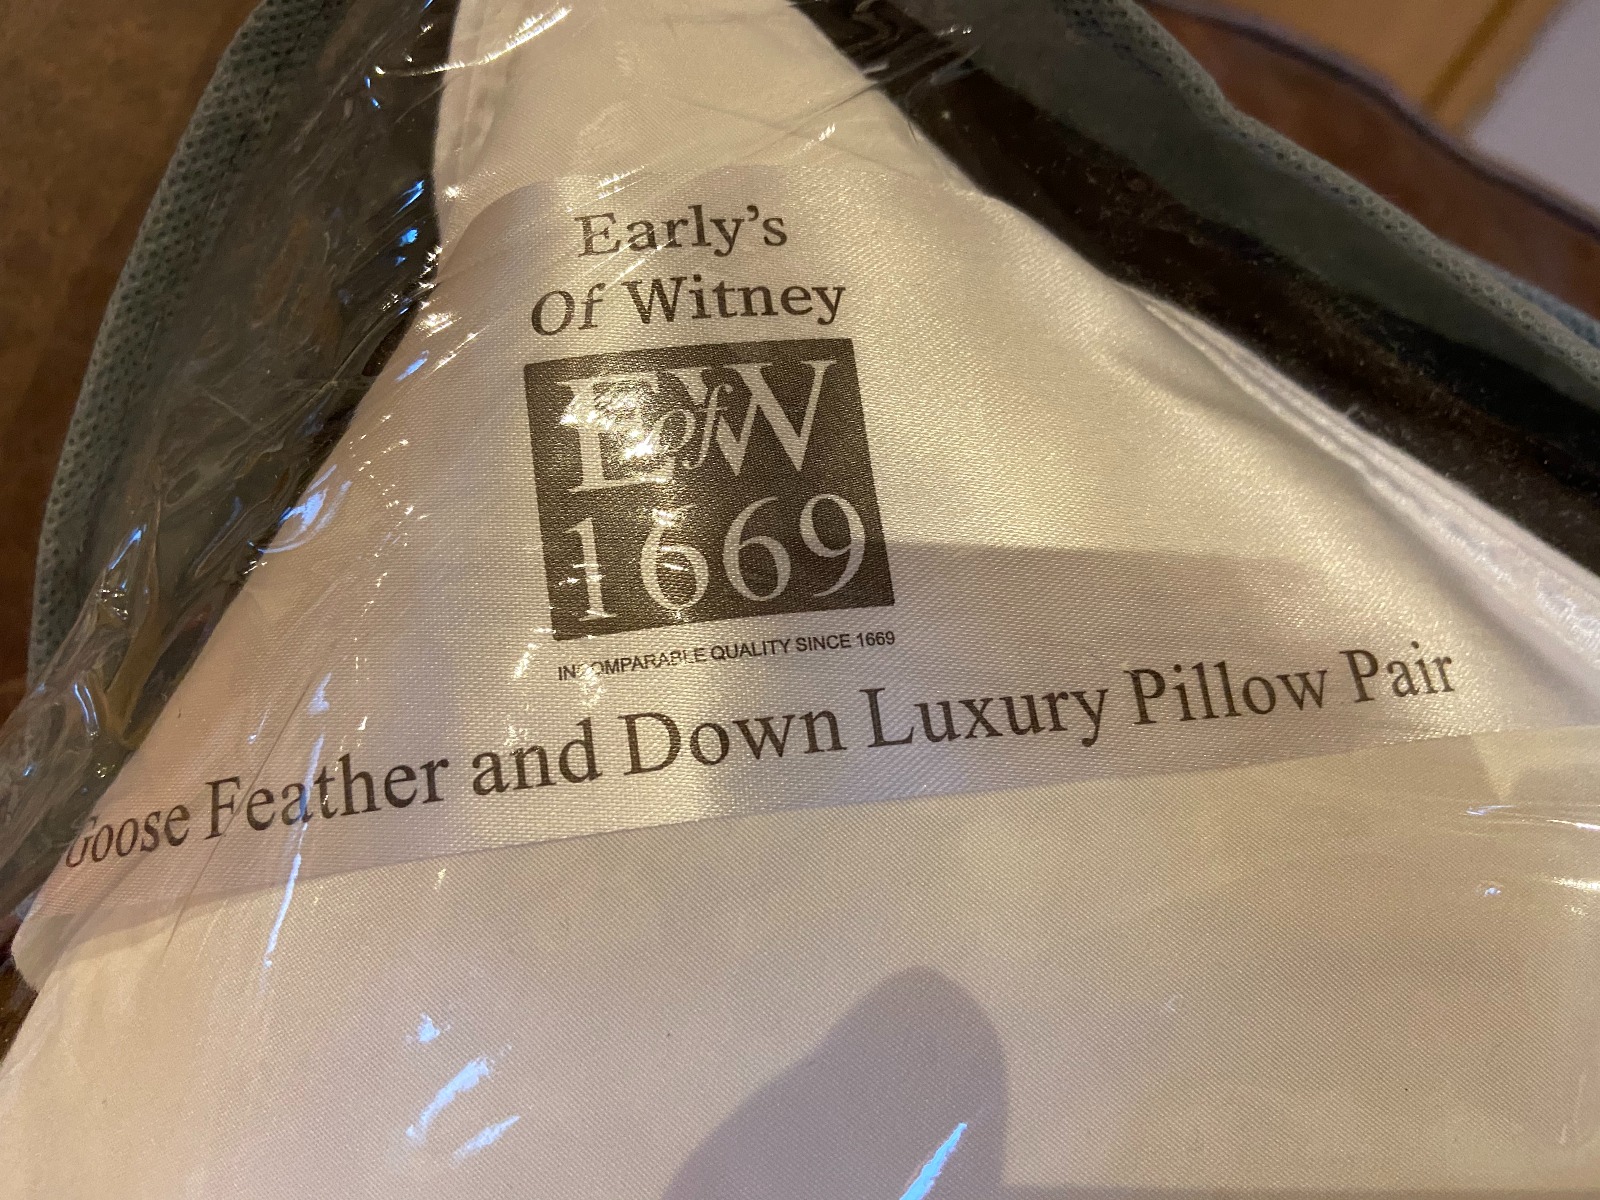 Early's
Of Witney
EofW
1669
INCOMPARABLE QUALITY SINCE 1669
Goose Feather and Down Luxury Pillow Pair